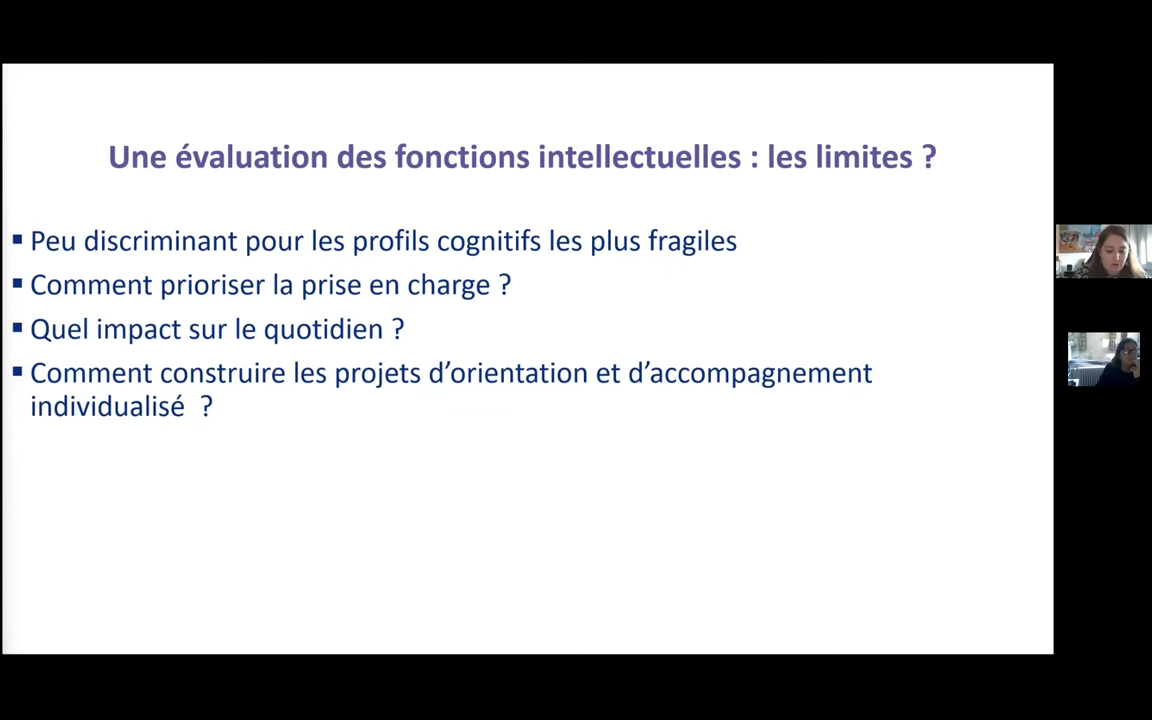 Une évaluation des fonctions intellectuelles : les limites ?
▪ Peu discriminant pour les profils cognitifs les plus fragiles
▪ Comment prioriser la prise en charge ?
▪ Quel impact sur le quotidien ?
▪ Comment construire les projets d’orientation et d’accompagnement
individualisé  ?